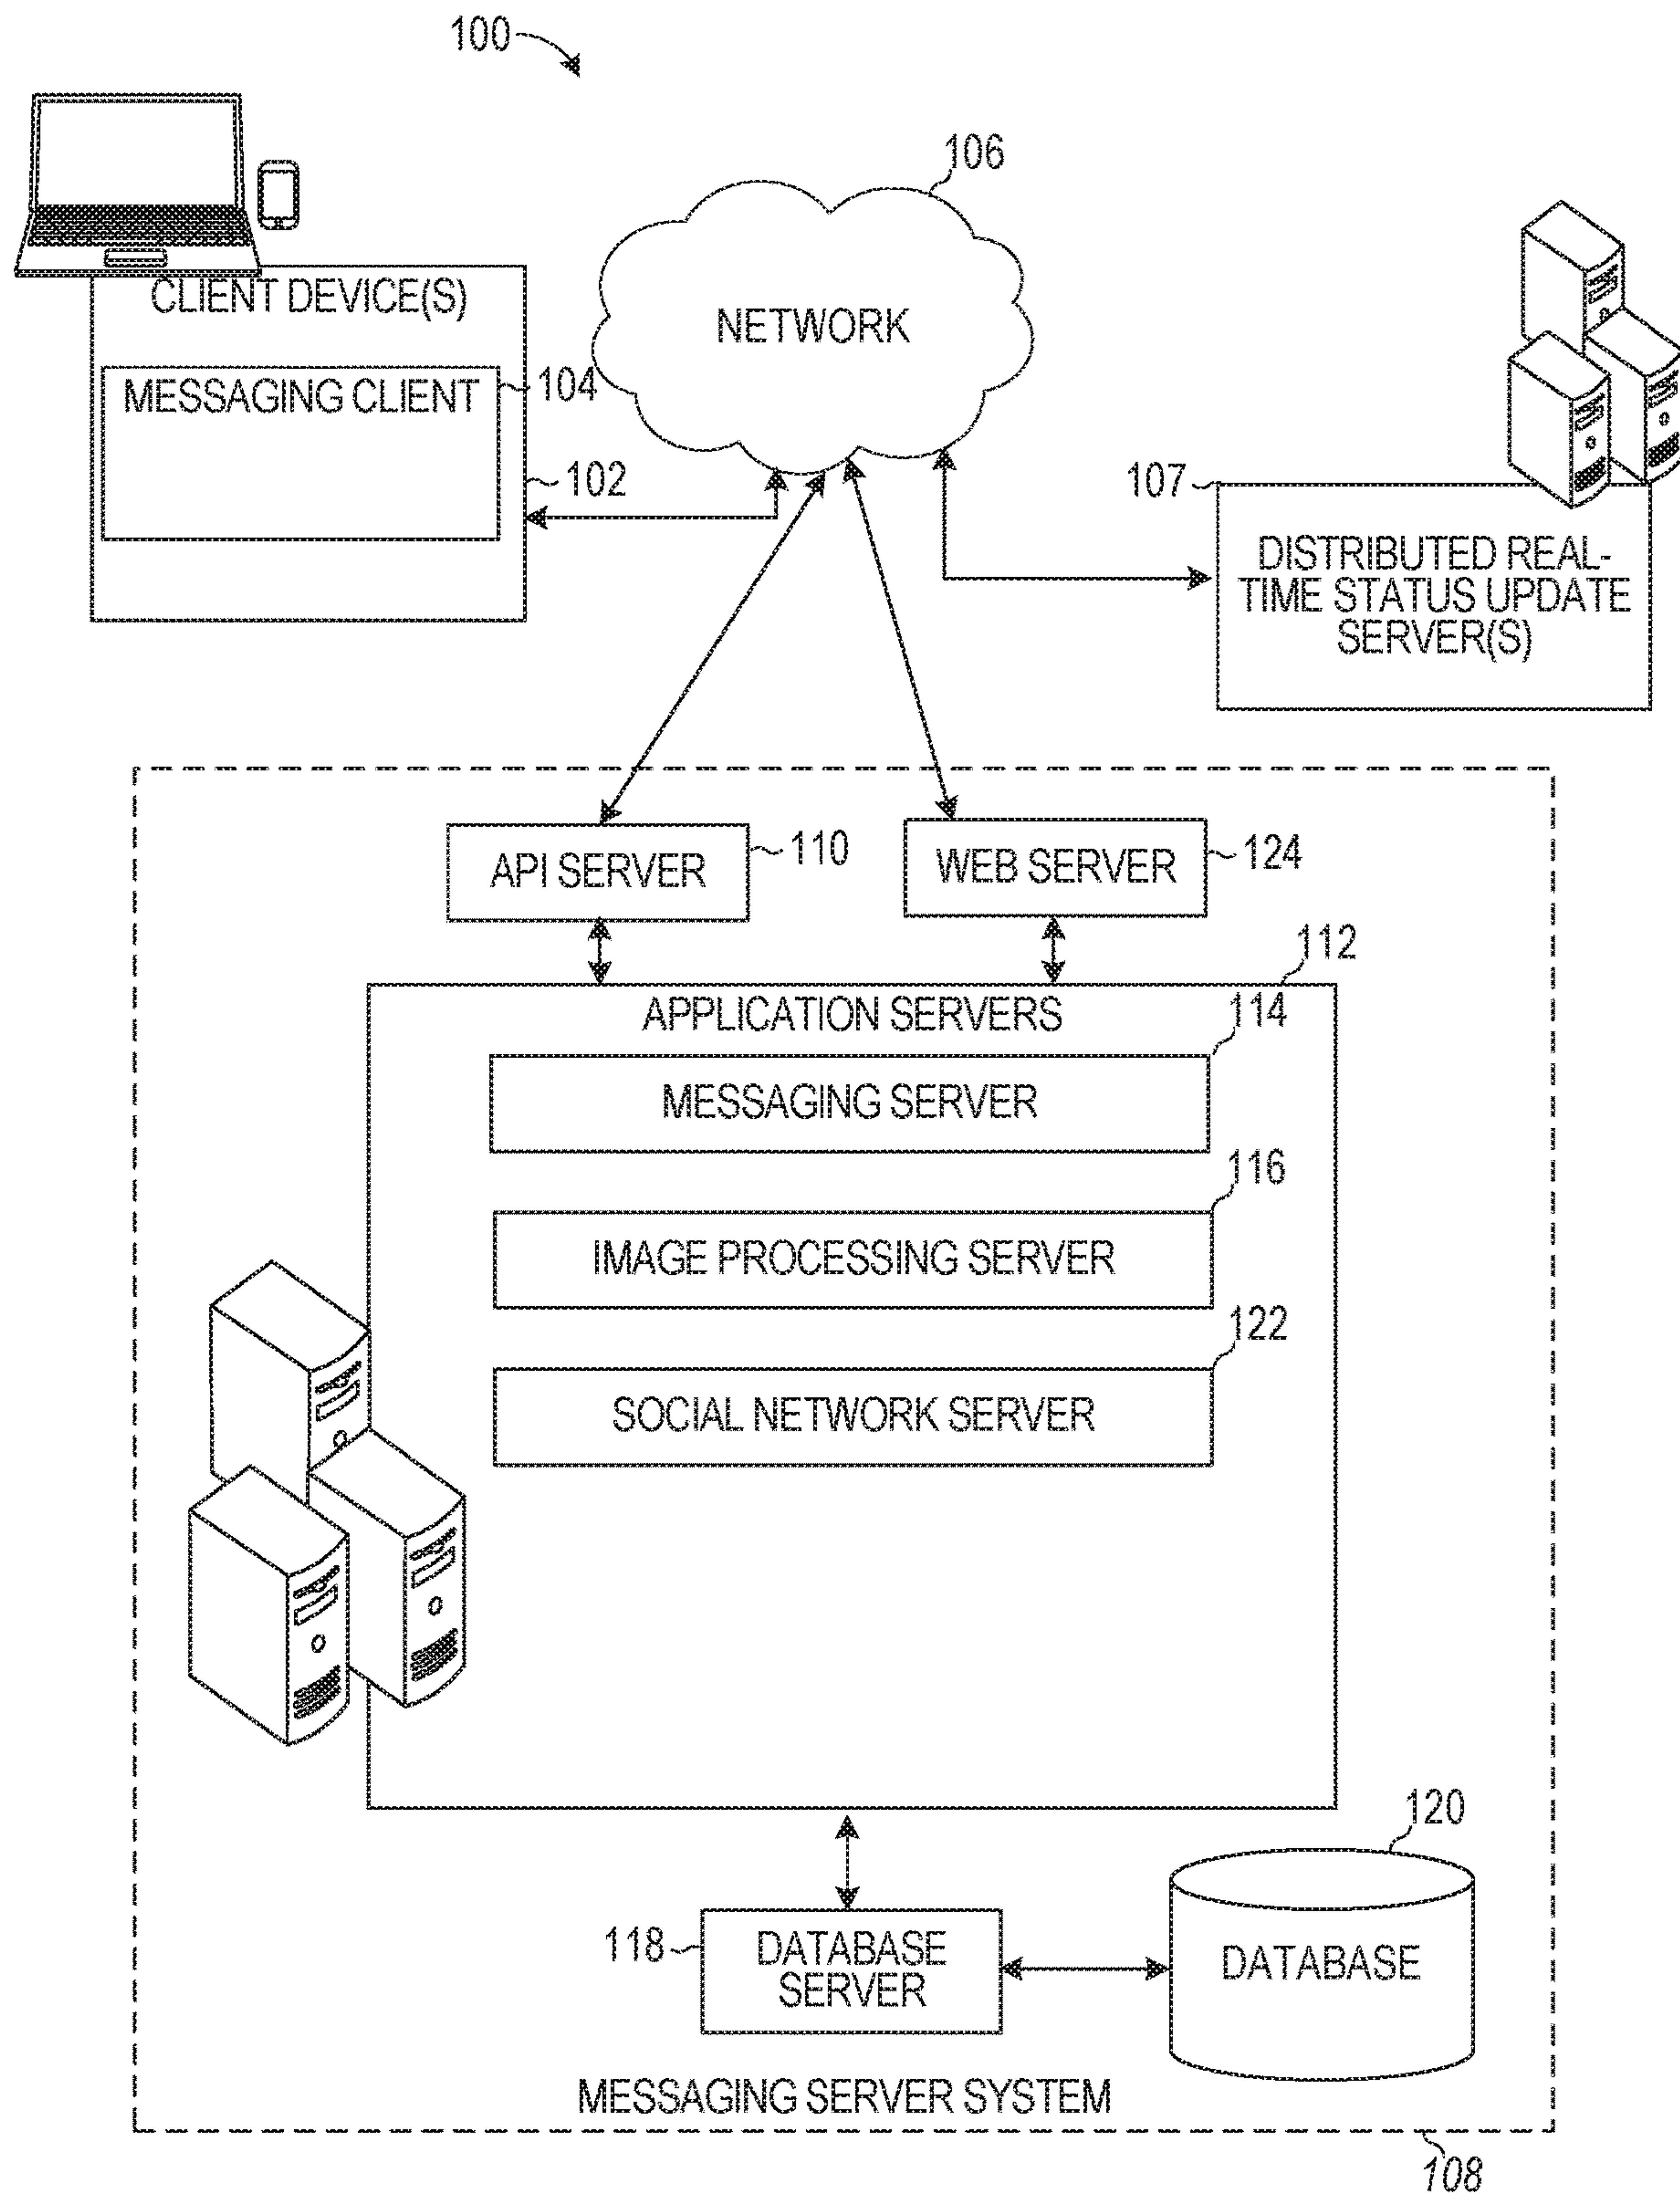 100
106
CLIENT DEVICE(S)
NETWORK
MESSAGING CLIENT
104
102
107
DISTRIBUTED REAL-
TIME STATUS UPDATE
SERVER(S)
API SERVER
110
WEB SERVER
124
112
APPLICATION SERVERS
114
MESSAGING SERVER
116
IMAGE PROCESSING SERVER
122
SOCIAL NETWORK SERVER
120
118
DATABASE
SERVER
DATABASE
MESSAGING SERVER SYSTEM
108